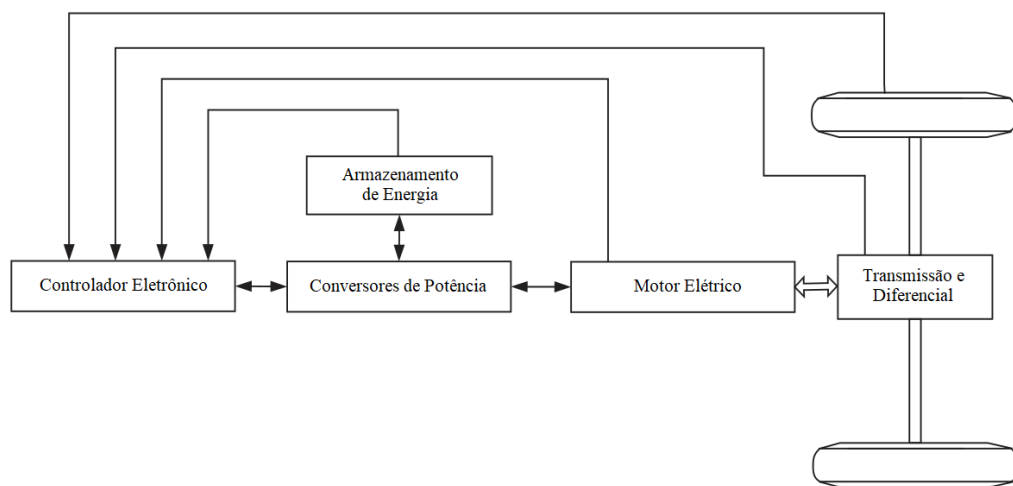 Armazenamento
de Energia
Controlador Eletrônico
Conversores de Potência
Motor Elétrico
Transmissão e
Diferencial